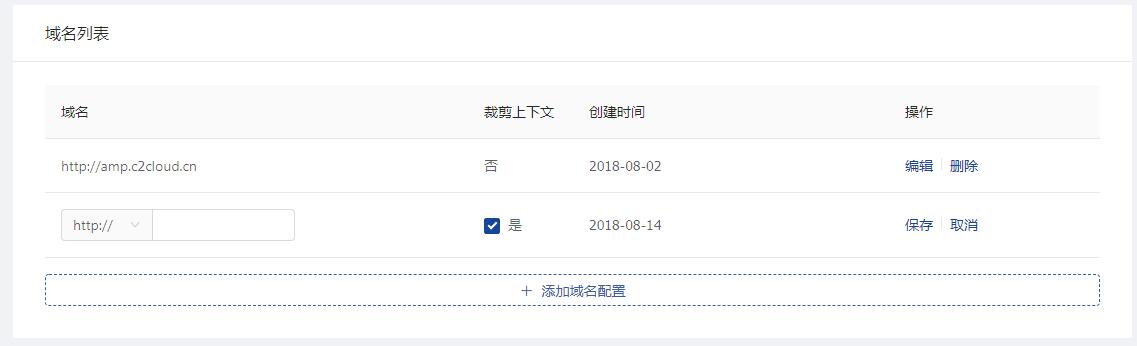 域名列表
域名 裁剪上下文 创建时间 操作
http://amp.c2cloud.cn 否 2018-08-02 编辑 删除
http:// 是 2018-08-14 保存 取消
+ 添加域名配置